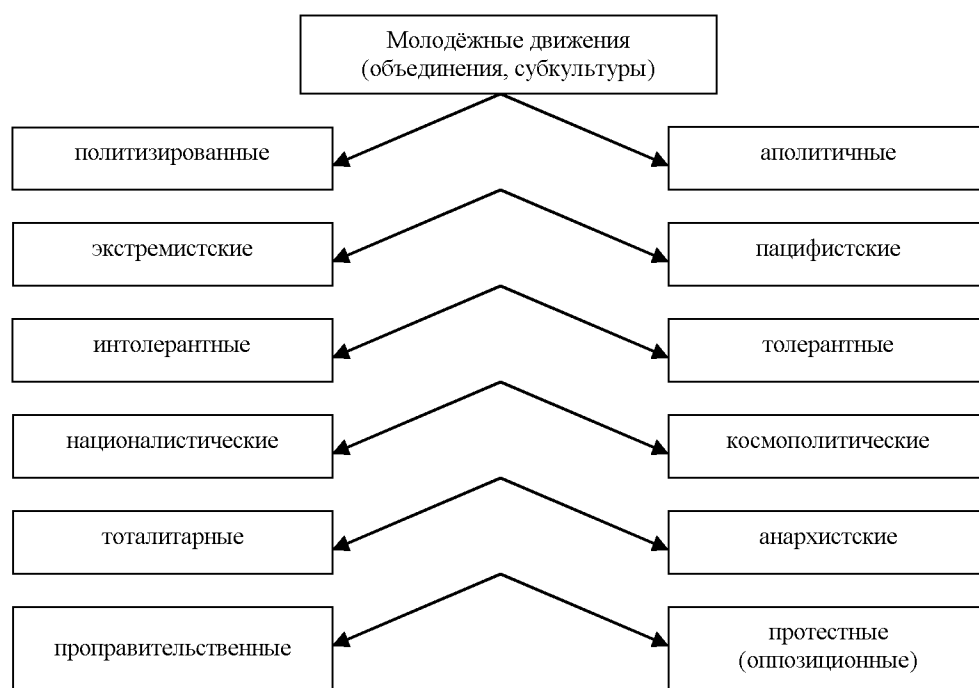 Молодёжные движения
(объединения, субкультуры)
политизированные
аполитичные
экстремистские
пацифистские
интолерантные
толерантные
националистические
космополитические
тоталитарные
анархистские
проправительственные
протестные
(оппозиционные)